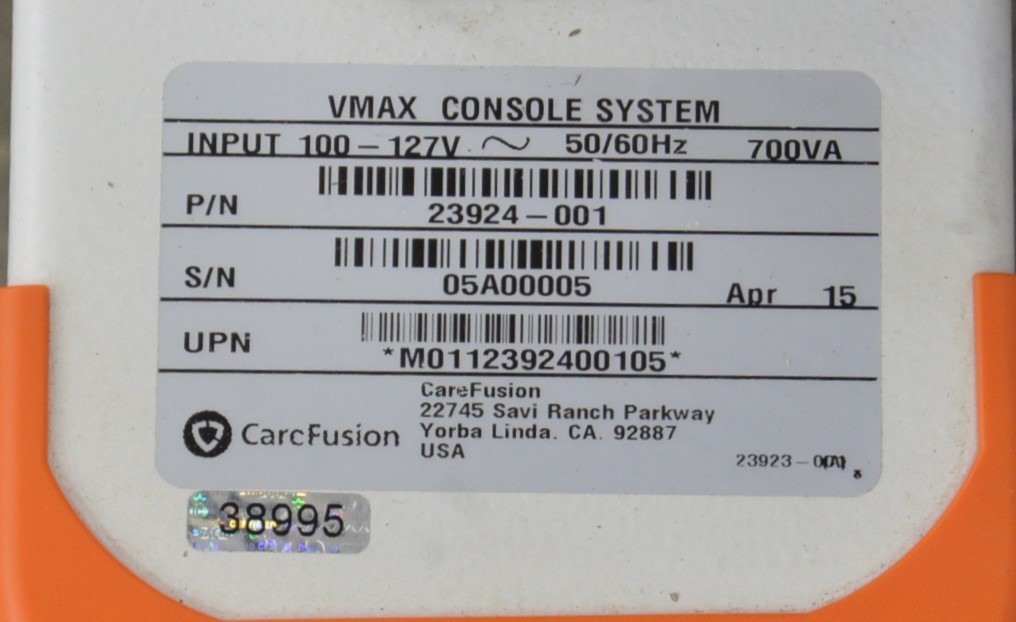 VMAX CONSOLE SYSTEM
INPUT 100 – 127V ~ 50/60Hz 700VA
P/N
23924 – 001
S/N
05A00005
Apr 15
UPN
*M0112392400105*
CareFusion
CareFusion
22745 Savi Ranch Parkway
Yorba Linda. CA. 92887
USA
23923 –
38995